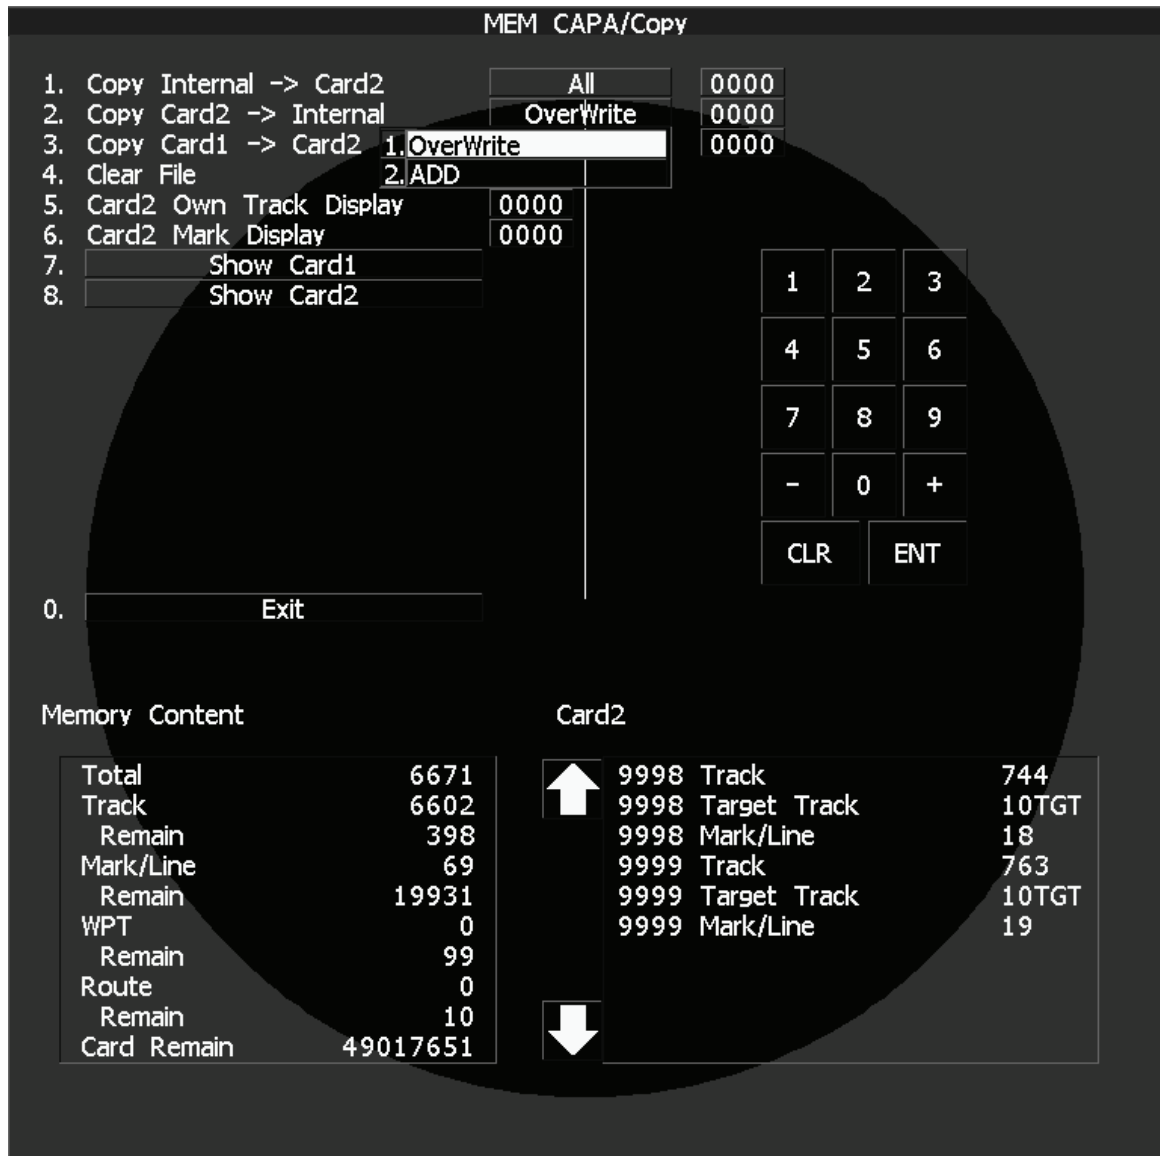 MEM CAPA/Copy
1. Copy Internal -> Card2 All 0000
2. Copy Card2 -> Internal OverWrite 0000
3. Copy Card1 -> Card2 0000
1. OverWrite
2. ADD
4. Clear File
5. Card2 Own Track Display 0000
6. Card2 Mark Display 0000
7. Show Card1
8. Show Card2
1 2 3
4 5 6
7 8 9
- 0 +
CLR ENT
0. Exit
Memory Content
Total 6671
Track 6602
Remain 398
Mark/Line 69
Remain 19931
WPT 0
Remain 99
Route 0
Remain 10
Card Remain 49017651
Card2
9998 Track 744
9998 Target Track 10TGT
9998 Mark/Line 18
9999 Track 763
9999 Target Track 10TGT
9999 Mark/Line 19